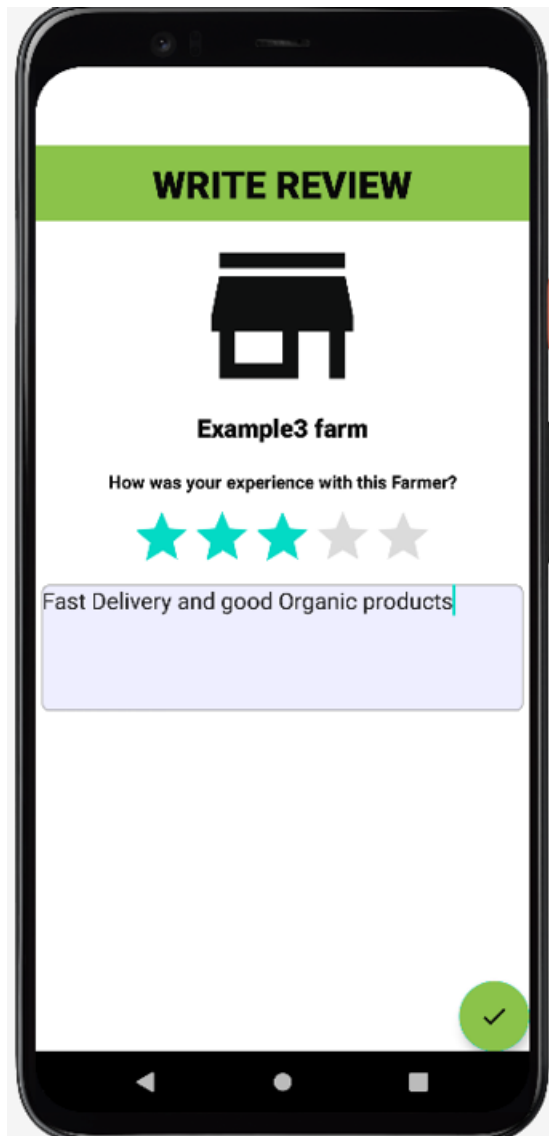 WRITE REVIEW
Example3 farm
How was your experience with this Farmer?
Fast Delivery and good Organic products